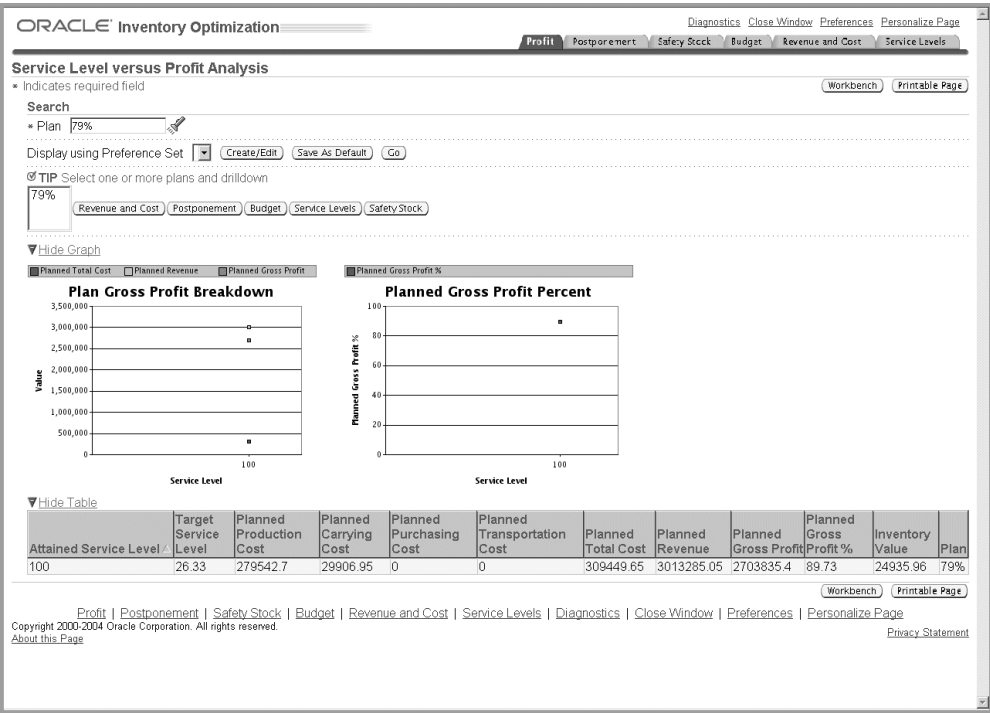 ORACLE Inventory Optimization
Diagnostics Close Window Preferences Personalize Page
Profit Postponement Safety Stock Budget Revenue and Cost Service Levels
Service Level versus Profit Analysis
* Indicates required field
Workbench Printable Page
Search
* Plan 79%
Display using Preference Set Create/Edit Save As Default Go
TIP Select one or more plans and drilldown
79%
Revenue and Cost Postponement Budget Service Levels Safety Stock
Hide Graph
Planned Total Cost Planned Revenue Planned Gross Profit
Plan Gross Profit Breakdown
3,500,000
3,000,000
2,500,000
2,000,000
1,500,000
1,000,000
500,000
0
Value
100
Service Level
Planned Gross Profit %
Planned Gross Profit Percent
100
80
60
40
20
0
Planned Gross Profit %
100
Service Level
Hide Table
Attained Service Level Target Service Level Planned Production Cost Planned Carrying Cost Planned Purchasing Cost Planned Transportation Cost Planned Total Cost Planned Revenue Planned Gross Profit Planned Gross Profit % Inventory Value Plan
100 26.33 279542.7 29906.95 0 0 309449.65 3013285.05 2703835.4 89.73 24935.96 79%
Workbench Printable Page
Profit | Postponement | Safety Stock | Budget | Revenue and Cost | Service Levels | Diagnostics | Close Window | Preferences | Personalize Page
Copyright 2000-2004 Oracle Corporation. All rights reserved.
About this Page
Privacy Statement